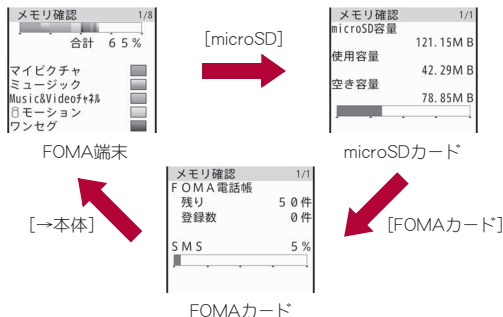 メモリ確認 1/8
合計 65%
マイピクチャ
ミュージック
Music&Videoチャネル
iモーション
ワンセグ
FOMA端末
[microSD]
メモリ確認 1/1
microSD容量
121.15MB
使用容量
42.29MB
空き容量
78.85MB
microSDカード
[FOMAカード]
メモリ確認 1/1
FOMA電話帳
残り 50件
登録数 0件
SMS 5%
FOMAカード
[→本体]